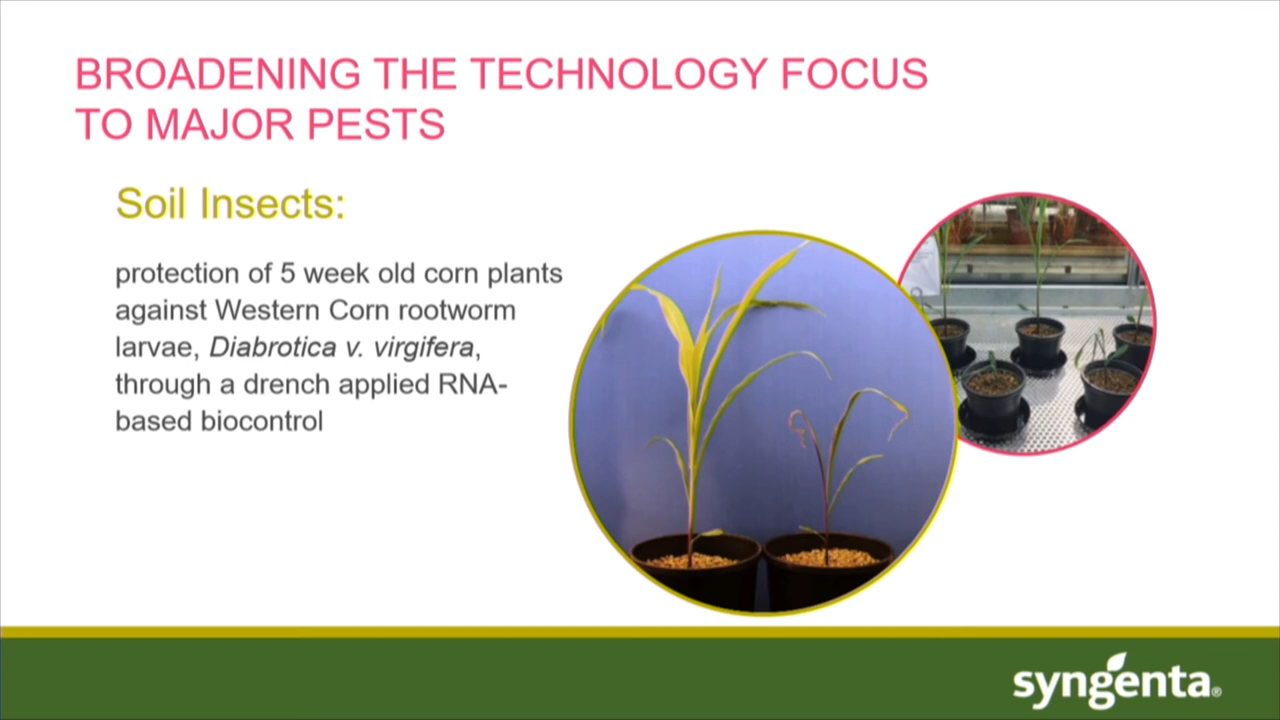 BROADENING THE TECHNOLOGY FOCUS
TO MAJOR PESTS
Soil Insects:
protection of 5 week old corn plants
against Western Corn rootworm
larvae, Diabrotica v. virgifera,
through a drench applied RNA-
based biocontrol
syngenta®